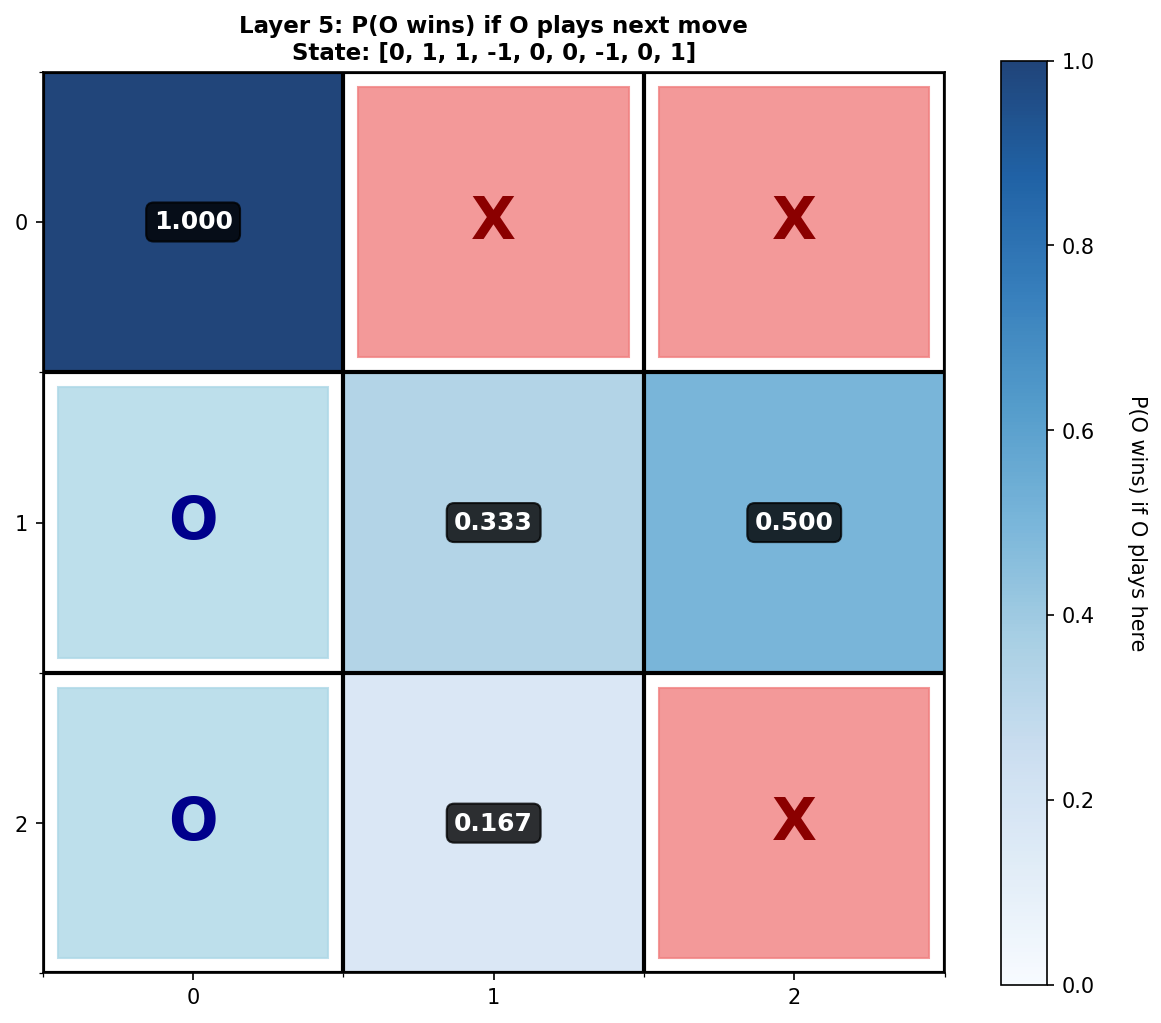 Layer 5: P(O wins) if O plays next move
State: [0, 1, 1, -1, 0, 0, -1, 0, 1]
0
1.000
X
X
1
O
0.333
0.500
2
O
0.167
X
0
1
2
1.0
0.8
0.6
0.4
0.2
0.0
P(O wins) if O plays here